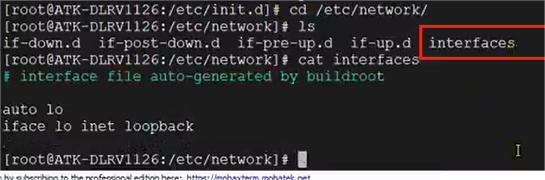 [root@ATK-DLRV1126:/etc/init.d]# cd /etc/network/
[root@ATK-DLRV1126:/etc/network]# ls
if-down.d  if-post-down.d  if-pre-up.d  if-up.d  interfaces
[root@ATK-DLRV1126:/etc/network]# cat interfaces
# interface file auto-generated by buildroot
auto lo
iface lo inet loopback
[root@ATK-DLRV1126:/etc/network]#
by subscribing to the professional edition here: https://mobaxterm.mobatek.net